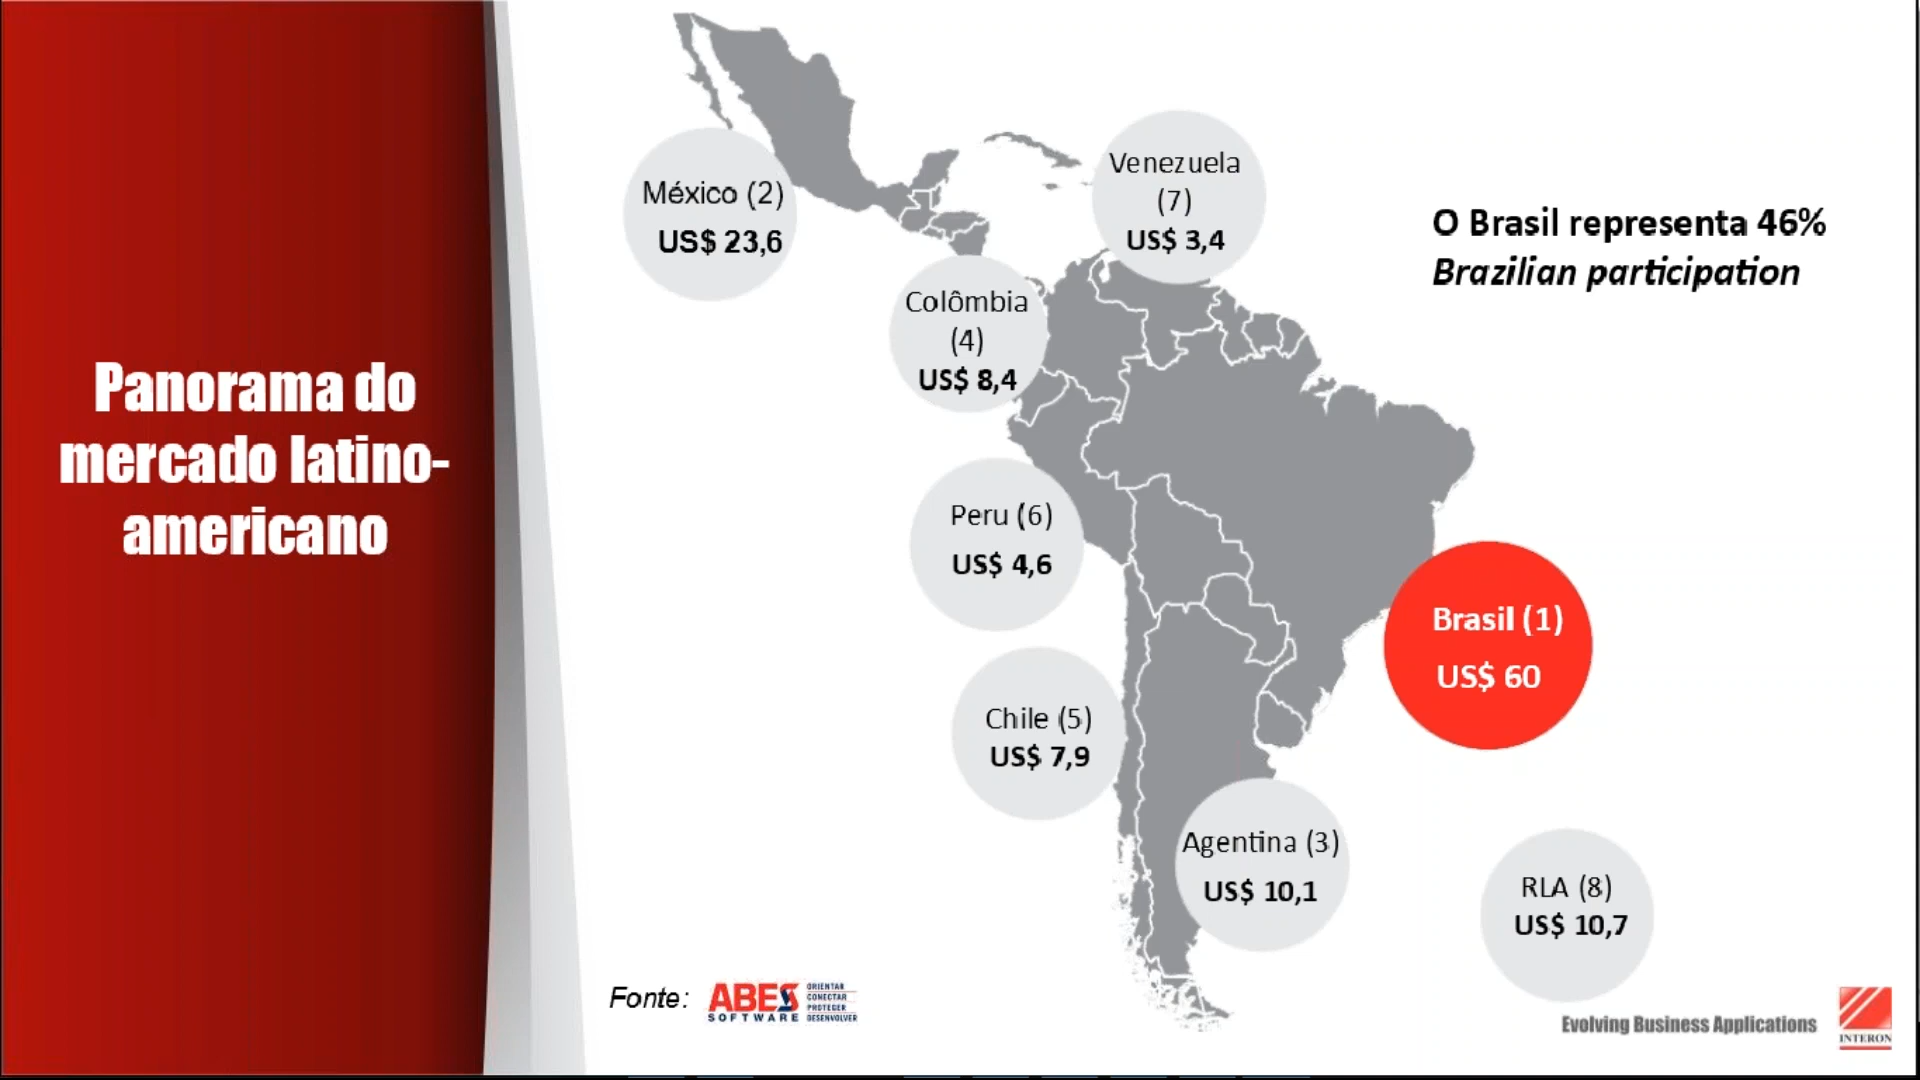 Panorama do
mercado latino-
americano
México (2)
US$ 23,6
Venezuela
(7)
US$ 3,4
O Brasil representa 46%
Brazilian participation
Colômbia
(4)
US$ 8,4
Peru (6)
US$ 4,6
Brasil (1)
US$ 60
Chile (5)
US$ 7,9
Agentina (3)
US$ 10,1
RLA (8)
US$ 10,7
Fonte:
ABES
SOFTWARE
ORIENTAR
CONECTAR
PROTEGER
DESENVOLVER
Evolving Business Applications
INTERON